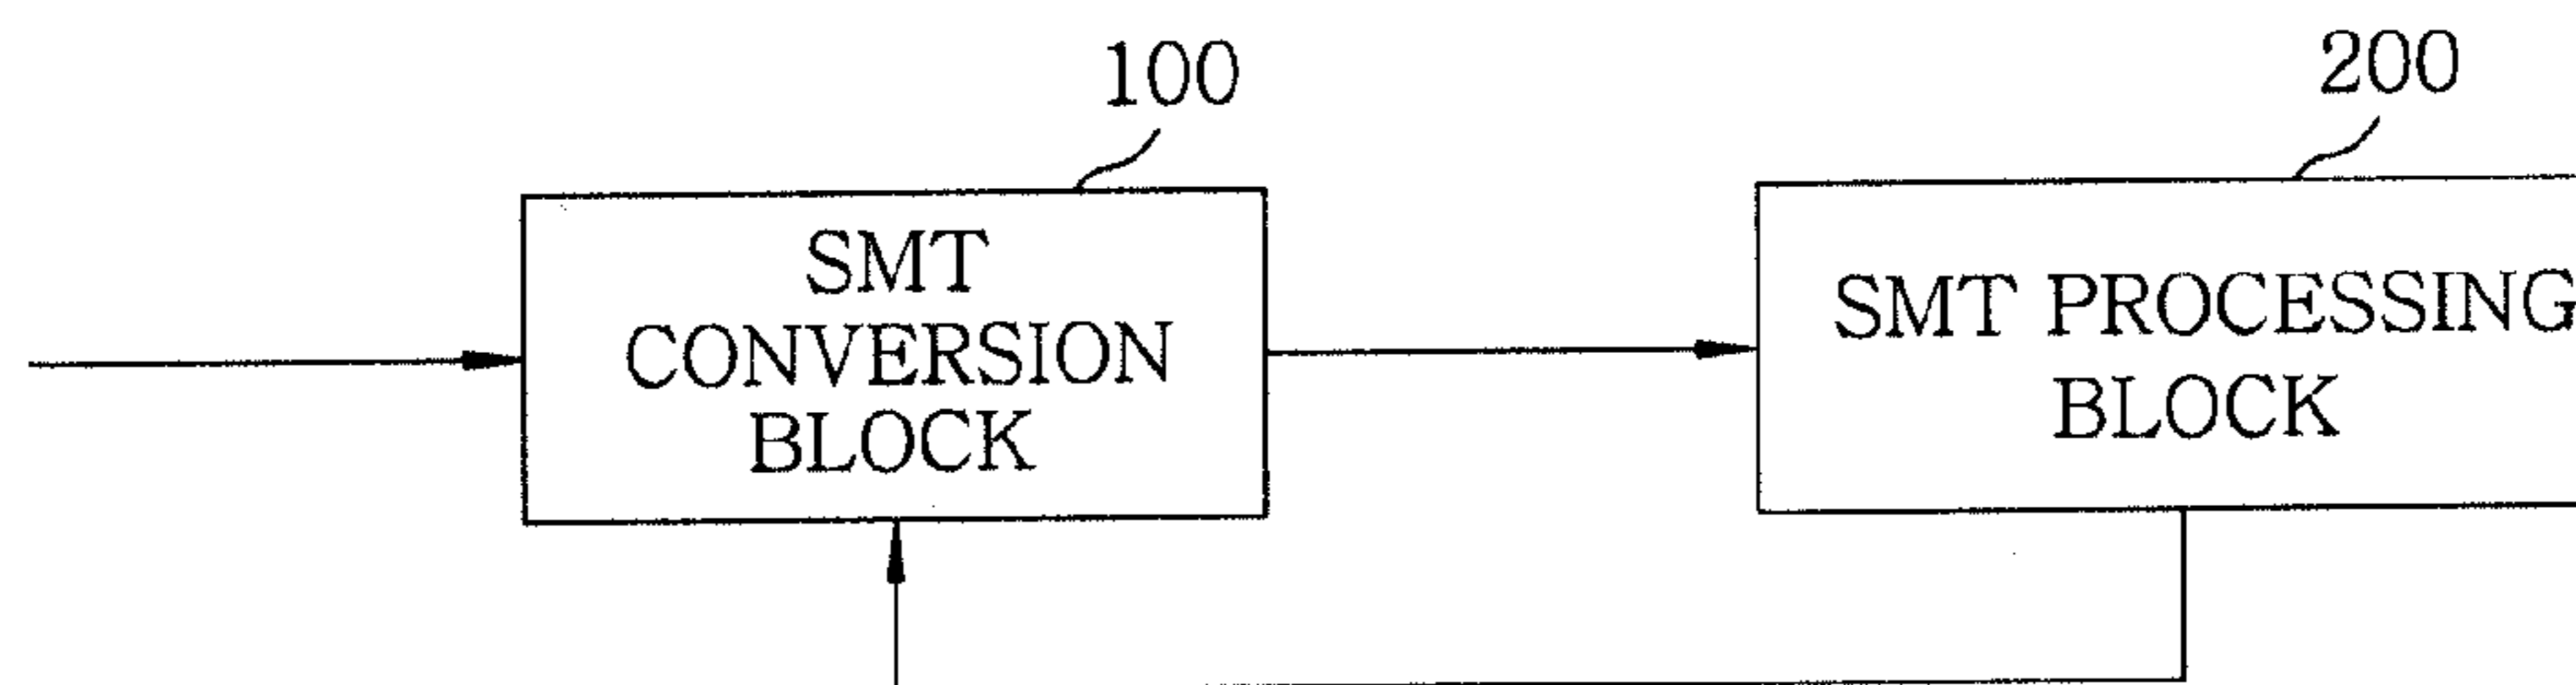 100
200
SMT
CONVERSION
BLOCK
SMT PROCESSING
BLOCK